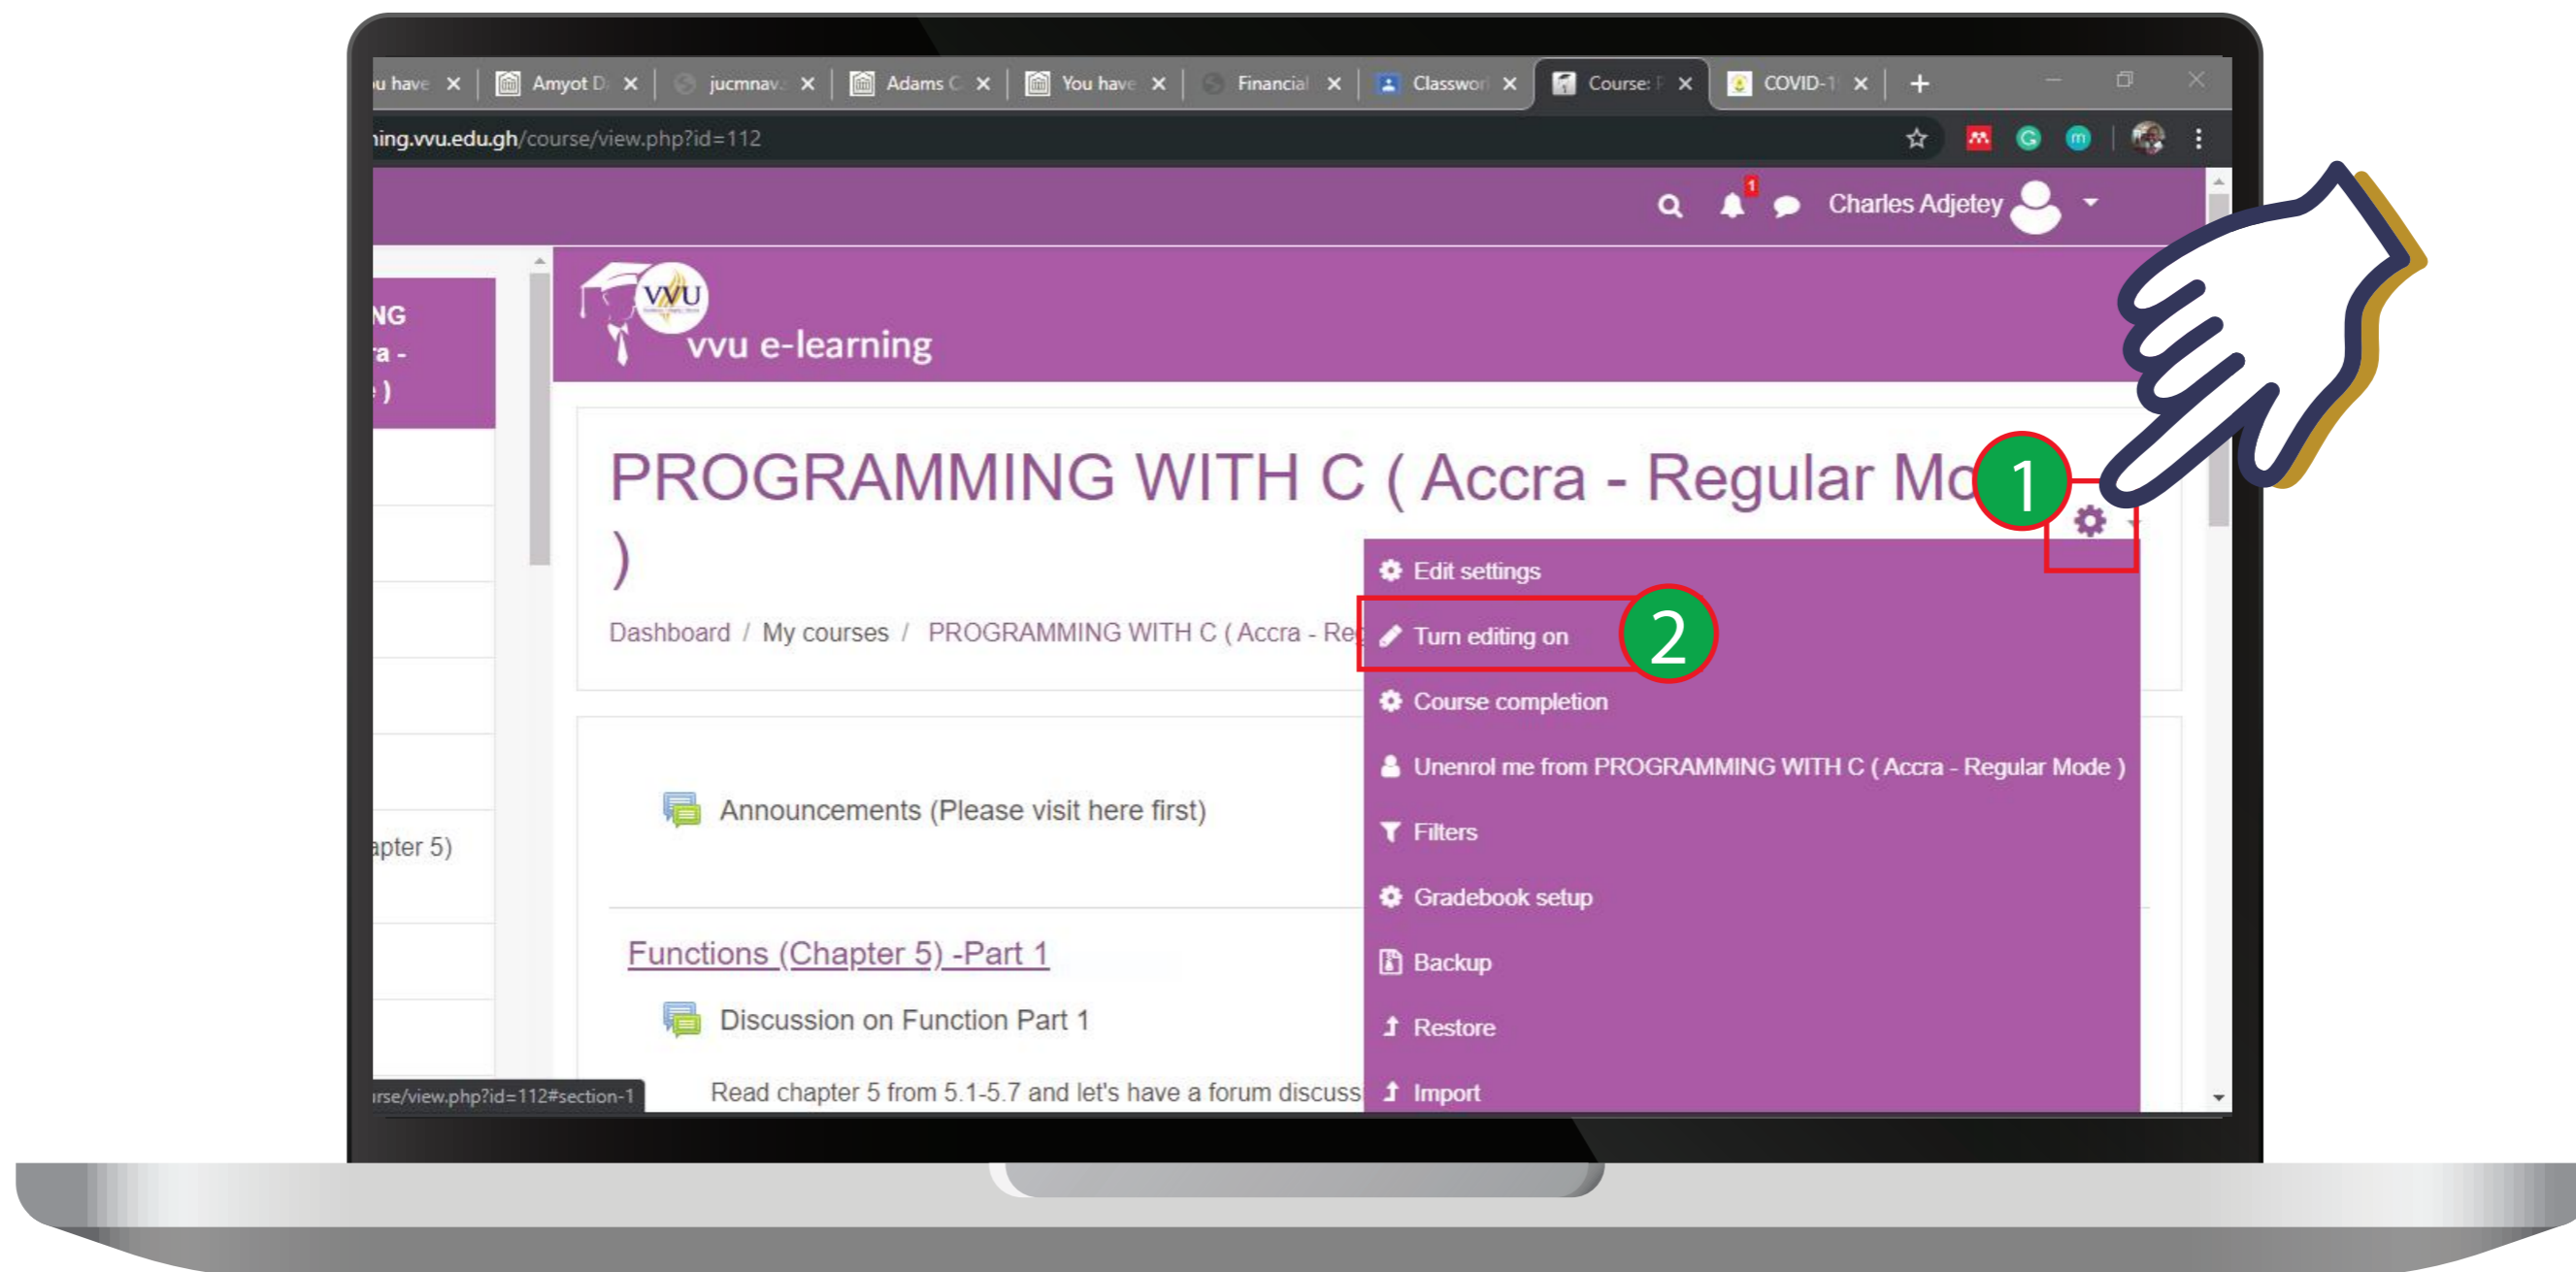 u have
Amyot D
jucmnav.
Adams C
You have
Financial
Classwor
Course: P
COVID-1
ning.vvu.edu.gh/course/view.php?id=112
1
Charles Adjetey
NG
ra -
e )
VVU
vvu e-learning
PROGRAMMING WITH C ( Accra - Regular Mo
)
1
Dashboard / My courses / PROGRAMMING WITH C ( Accra - Reg
Edit settings
Turn editing on
2
Course completion
Unenrol me from PROGRAMMING WITH C ( Accra - Regular Mode )
Filters
Gradebook setup
Backup
Restore
Import
Announcements (Please visit here first)
apter 5)
Functions (Chapter 5) -Part 1
Discussion on Function Part 1
Read chapter 5 from 5.1-5.7 and let's have a forum discuss
urse/view.php?id=112#section-1